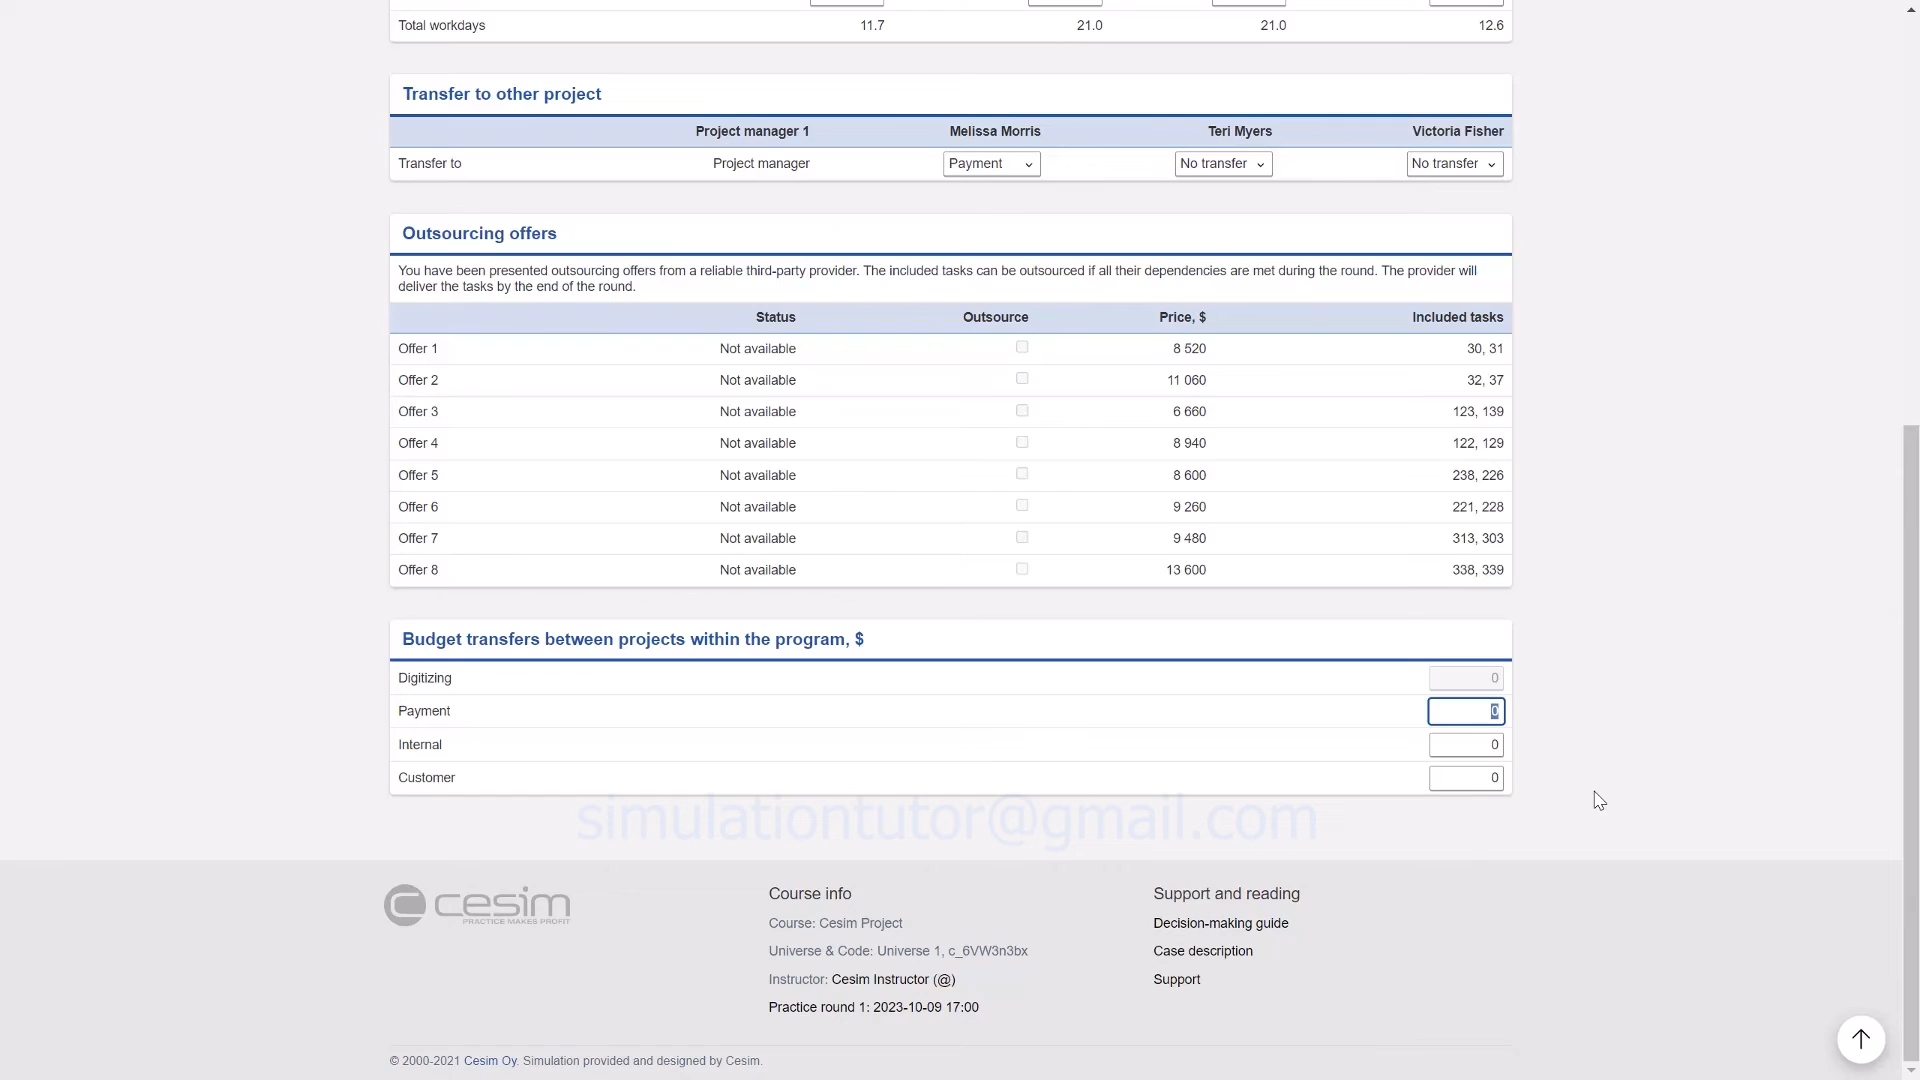 Total workdays 11.7 21.0 21.0 12.6
Transfer to other project
Project manager 1 Melissa Morris Teri Myers Victoria Fisher
Transfer to Project manager Payment No transfer No transfer
Outsourcing offers
You have been presented outsourcing offers from a reliable third-party provider. The included tasks can be outsourced if all their dependencies are met during the round. The provider will
deliver the tasks by the end of the round.
Status Outsource Price, $ Included tasks
Offer 1 Not available 8 520 30, 31
Offer 2 Not available 11 060 32, 37
Offer 3 Not available 6 660 123, 139
Offer 4 Not available 8 940 122, 129
Offer 5 Not available 8 600 238, 226
Offer 6 Not available 9 260 221, 228
Offer 7 Not available 9 480 313, 303
Offer 8 Not available 13 600 338, 339
Budget transfers between projects within the program, $
Digitizing 0
Payment 0
Internal 0
Customer 0
simulationtutor@gmail.com
cesim
PRACTICE MAKES PROFIT
Course info
Course: Cesim Project
Universe & Code: Universe 1, c_6VW3n3bx
Instructor: Cesim Instructor (@)
Practice round 1: 2023-10-09 17:00
Support and reading
Decision-making guide
Case description
Support
© 2000-2021 Cesim Oy. Simulation provided and designed by Cesim.